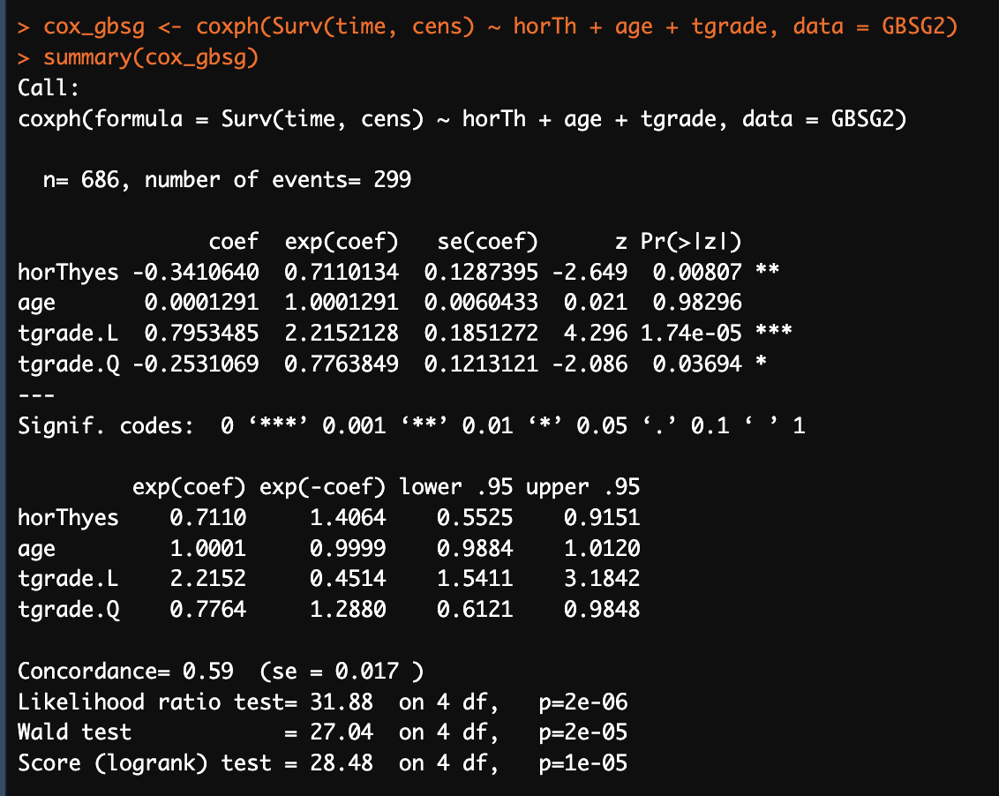 > cox_gbsg <- coxph(Surv(time, cens) ~ horTh + age + tgrade, data = GBSG2)
> summary(cox_gbsg)
Call:
coxph(formula = Surv(time, cens) ~ horTh + age + tgrade, data = GBSG2)

  n= 686, number of events= 299

               coef  exp(coef)   se(coef)      z Pr(>|z|)
horThyes -0.3410640  0.7110134  0.1287395 -2.649  0.00807 **
age       0.0001291  1.0001291  0.0060433  0.021  0.98296
tgrade.L  0.7953485  2.2152128  0.1851272  4.296 1.74e-05 ***
tgrade.Q -0.2531069  0.7763849  0.1213121 -2.086  0.03694 *
---
Signif. codes:  0 ‘***’ 0.001 ‘**’ 0.01 ‘*’ 0.05 ‘.’ 0.1 ‘ ’ 1

         exp(coef) exp(-coef) lower .95 upper .95
horThyes    0.7110     1.4064    0.5525    0.9151
age         1.0001     0.9999    0.9884    1.0120
tgrade.L    2.2152     0.4514    1.5411    3.1842
tgrade.Q    0.7764     1.2880    0.6121    0.9848

Concordance= 0.59  (se = 0.017 )
Likelihood ratio test= 31.88  on 4 df,   p=2e-06
Wald test            = 27.04  on 4 df,   p=2e-05
Score (logrank) test = 28.48  on 4 df,   p=1e-05